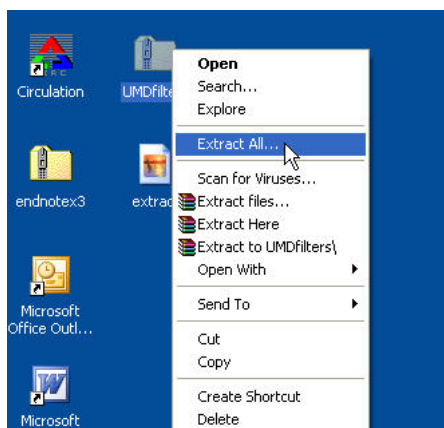 Circulation
UMDfilte
endnotex3
extrac
Microsoft
Office Outl...
Microsoft
Open
Search...
Explore
Extract All...
Scan for Viruses...
Extract files...
Extract Here
Extract to UMDfilters\
Open With
Send To
Cut
Copy
Create Shortcut
Delete